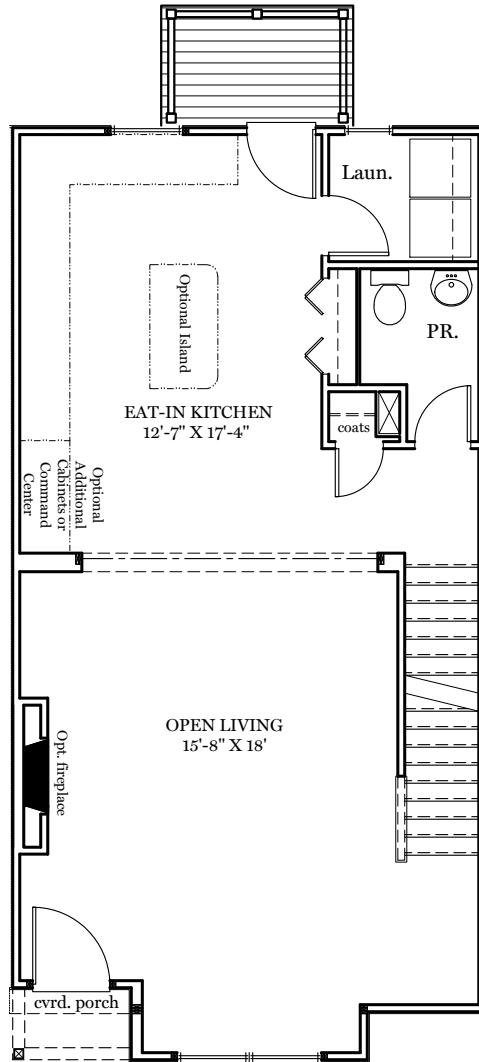 Laun.
Optional Island
PR.
EAT-IN KITCHEN
12'-7" X 17'-4"
coats
Optional
Additional
Cabinets or
Command
Center
OPEN LIVING
15'-8" X 18'
Opt. fireplace
cvrd. porch